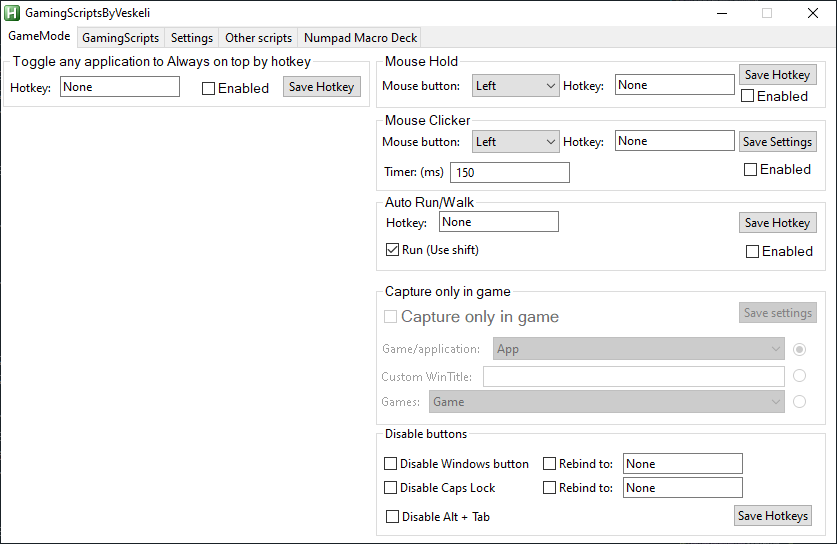 GamingScriptsByVeskeli
GameMode GamingScripts Settings Other scripts Numpad Macro Deck
Toggle any application to Always on top by hotkey
Hotkey: None Enabled Save Hotkey
Mouse Hold
Mouse button: Left Hotkey: None Save Hotkey
Enabled
Mouse Clicker
Mouse button: Left Hotkey: None Save Settings
Timer: (ms) 150 Enabled
Auto Run/Walk
Hotkey: None Save Hotkey
Run (Use shift) Enabled
Capture only in game
Capture only in game Save settings
Game/application: App
Custom WinTitle:
Games: Game
Disable buttons
Disable Windows button Rebind to: None
Disable Caps Lock Rebind to: None
Disable Alt + Tab Save Hotkeys